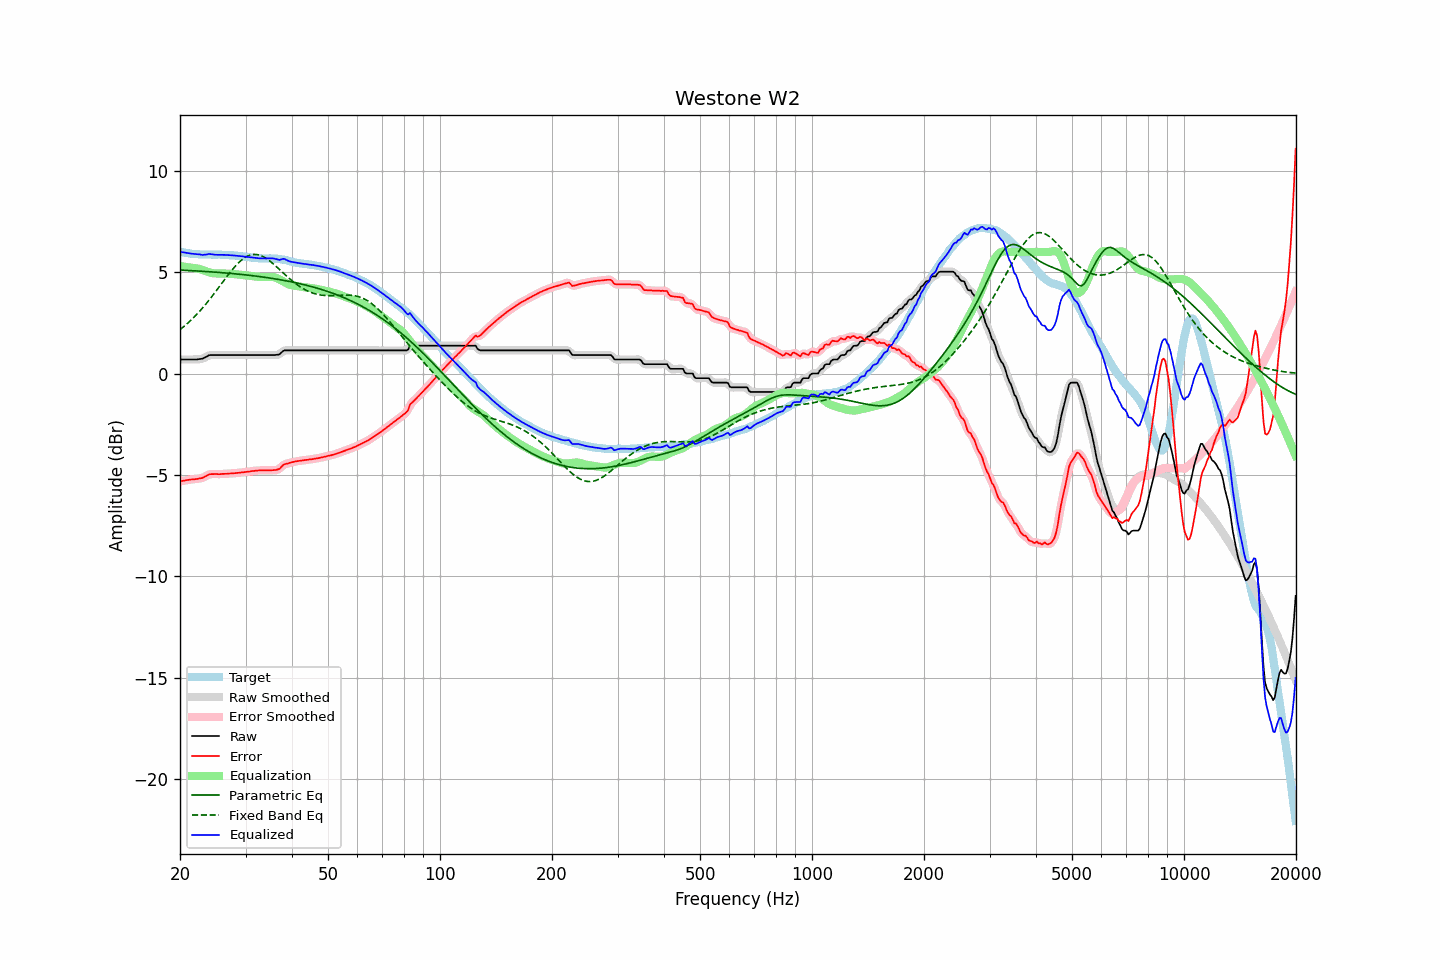 Westone W2
Amplitude (dBr)
10
5
0
−5
−10
−15
−20
Target
Raw Smoothed
Error Smoothed
Raw
Error
Equalization
Parametric Eq
Fixed Band Eq
Equalized
20 50 100 200 500 1000 2000 5000 10000 20000
Frequency (Hz)